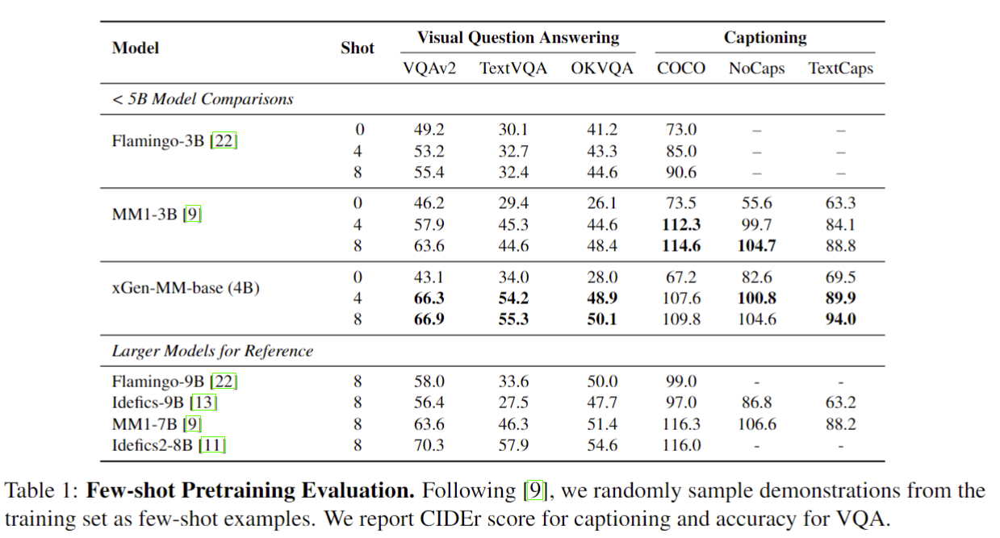 Model Shot Visual Question Answering Captioning
VQAv2 TextVQA OKVQA COCO NoCaps TextCaps
< 5B Model Comparisons
Flamingo-3B [22]
0 49.2 30.1 41.2 73.0 – –
4 53.2 32.7 43.3 85.0 – –
8 55.4 32.4 44.6 90.6 – –
MM1-3B [9]
0 46.2 29.4 26.1 73.5 55.6 63.3
4 57.9 45.3 44.6 112.3 99.7 84.1
8 63.6 44.6 48.4 114.6 104.7 88.8
xGen-MM-base (4B)
0 43.1 34.0 28.0 67.2 82.6 69.5
4 66.3 54.2 48.9 107.6 100.8 89.9
8 66.9 55.3 50.1 109.8 104.6 94.0
Larger Models for Reference
Flamingo-9B [22] 8 58.0 33.6 50.0 99.0 - -
Idefics-9B [13] 8 56.4 27.5 47.7 97.0 86.8 63.2
MM1-7B [9] 8 63.6 46.3 51.4 116.3 106.6 88.2
Idefics2-8B [11] 8 70.3 57.9 54.6 116.0 - -
Table 1: Few-shot Pretraining Evaluation. Following [9], we randomly sample demonstrations from the
training set as few-shot examples. We report CIDEr score for captioning and accuracy for VQA.